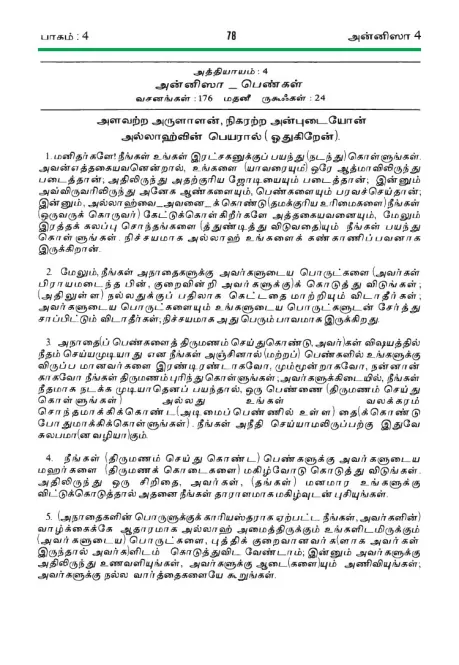 பாகம் : 4 78 அன்னிஸா 4
அத்தியாயம் : 4
அன்னிஸா _ பெண்கள்
வசனங்கள் : 176 மதனீ ருகூஃகள் : 24
அளவற்ற அருளாளன், நிகரற்ற அன்புடையோன்
அல்லாஹ்வின் பெயரால் (ஓதுகிறேன்).
1. மனிதர்களே! நீங்கள் உங்கள் இரட்சகனுக்குப் பயந்து (நடந்து) கொள்ளுங்கள்.
அவன் எத்தகையவனென்றால், உங்களை (யாவரையும்) ஒரே ஆத்மாவிலிருந்து
படைத்தான்; அதிலிருந்து அதற்குரிய ஜோடியையும் படைத்தான்; இன்னும்
அவ்விருவரிலிருந்து அநேக ஆண்களையும், பெண்களையும் பரவச்செய்தான்;
இன்னும், அல்லாஹ்வை_அவனை_க்கொண்டு (தமக்குரிய உரிமைகளை) நீங்கள்
(ஒருவருக் கொருவர்) கேட்டுக்கொள்கிறீர்களே அத்தகையவனையும், மேலும்
இரத்தக் கலப்பு சொந்தங்களை (த்துண்டித்து விடுவதை)யும் நீங்கள் பயந்து
கொள்ளுங்கள். நிச்சயமாக அல்லாஹ் உங்களைக் கண்காணிப்பவனாக
இருக்கிறான்.
2. மேலும், நீங்கள் அநாதைகளுக்கு அவர்களுடைய பொருட்களை (அவர்கள்
பிராயமடைந்த பின், குறைவின்றி அவர்களுக்கு)க் கொடுத்து விடுங்கள்;
(அதிலுள்ள) நல்லதுக்குப் பதிலாக கெட்டதை மாற்றியும் விடாதீர்கள்;
அவர்களுடைய பொருட்களையும் உங்களுடைய பொருட்களுடன் சேர்த்து
சாப்பிட்டும் விடாதீர்கள்; நிச்சயமாக அது பெரும் பாவமாக இருக்கிறது.
3. அநாதை(ப் பெண்களைத் திருமணம் செய்து கொண்டு, அவர்)கள் விஷயத்தில்
நீதம் செய்யமுடியாது என நீங்கள் அஞ்சினால் (மற்றப்) பெண்களில் உங்களுக்கு
விருப்பமானவர்களை இரண்டிரண்டாகவோ, மும்மூன்றாகவோ, நன்னான்
காகவோ நீங்கள் திருமணம் புரிந்து கொள்ளுங்கள்; அவர்களுக்கிடையில், நீங்கள்
நீதமாக நடக்க முடியாதெனப் பயந்தால், ஒரு பெண்ணை (திருமணம் செய்து
கொள்ளுங்கள்) அல்லது உங்கள் வலக்கரம்
சொந்தமாக்கிக்கொண்ட(அடிமைப்பெண்ணில் உள்ள) தை(க்கொண்டு
போதுமாக்கிக்கொள்ளுங்கள்). நீங்கள் அநீதி செய்யாமலிருப்பற்கு இதுவே
சுலபமா(ன வழியா)கும்.
4. நீங்கள் (திருமணம் செய்து கொண்ட) பெண்களுக்கு அவர்களுடைய
மஹர்களை (திருமணக் கொடைகளை) மகிழ்வோடு கொடுத்து விடுங்கள்.
அதிலிருந்து ஒரு சிறிதை, அவர்கள், (தங்கள்) மனமார உங்களுக்கு
விட்டுக்கொடுத்தால் அதனை நீங்கள் தாராளமாக மகிழ்வுடன் புசியுங்கள்.
5. (அநாதைகளின் பொருளுக்குக் காரியஸ்தராக ஏற்பட்ட நீங்கள், அவர்களின்)
வாழ்க்கைக்கே ஆதாரமாக அல்லாஹ் அமைத்திருக்கும் உங்களிடமிருக்கும்
(அவர்களுடைய) பொருட்களை, புத்திக் குறைவானவர்(களாக அவர்கள்
இருந்தால் அவர்)களிடம் கொடுத்துவிட வேண்டாம்; இன்னும் அவர்களுக்கு
அதிலிருந்து உணவளியுங்கள், அவர்களுக்கு ஆடை(களை)யும் அணிவியுங்கள்;
அவர்களுக்கு நல்ல வார்த்தைகளையே கூறுங்கள்.